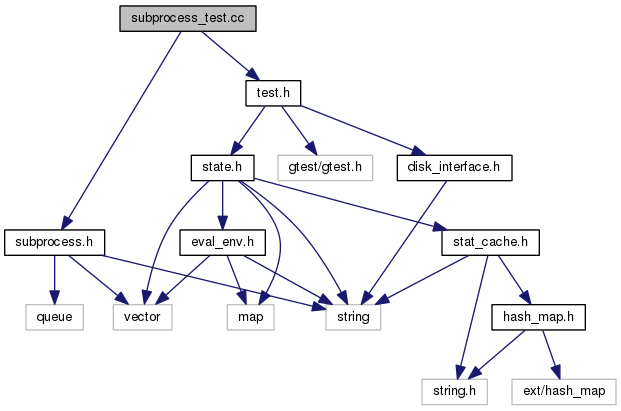 subprocess_test.cc
test.h
state.h
gtest/gtest.h
disk_interface.h
subprocess.h
eval_env.h
stat_cache.h
queue
vector
map
string
hash_map.h
string.h
ext/hash_map